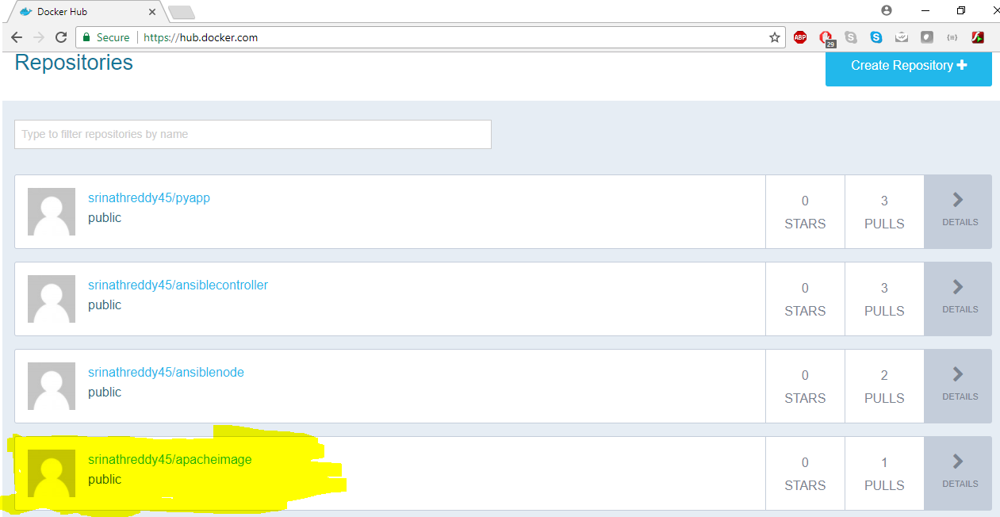 Docker Hub
Secure
https://hub.docker.com
ABP
29
Repositories
Create Repository
Type to filter repositories by name
srinathreddy45/pyapp
public
0
STARS
3
PULLS
DETAILS
srinathreddy45/ansiblecontroller
public
0
STARS
3
PULLS
DETAILS
srinathreddy45/ansiblenode
public
0
STARS
2
PULLS
DETAILS
srinathreddy45/apacheimage
public
0
STARS
1
PULLS
DETAILS